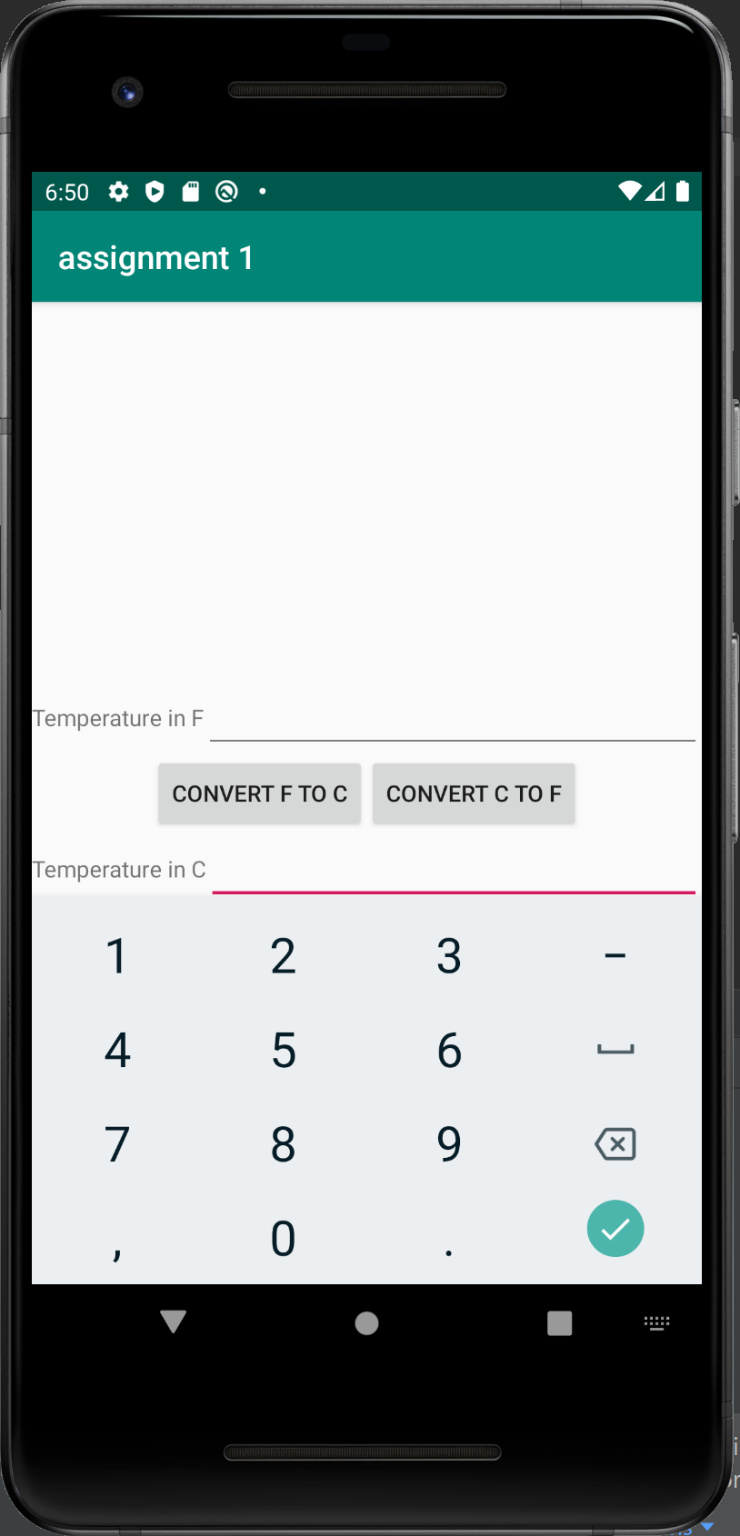 6:50
assignment 1
Temperature in F
CONVERT F TO C CONVERT C TO F
Temperature in C
1 2 3 -
4 5 6
7 8 9
, 0 .